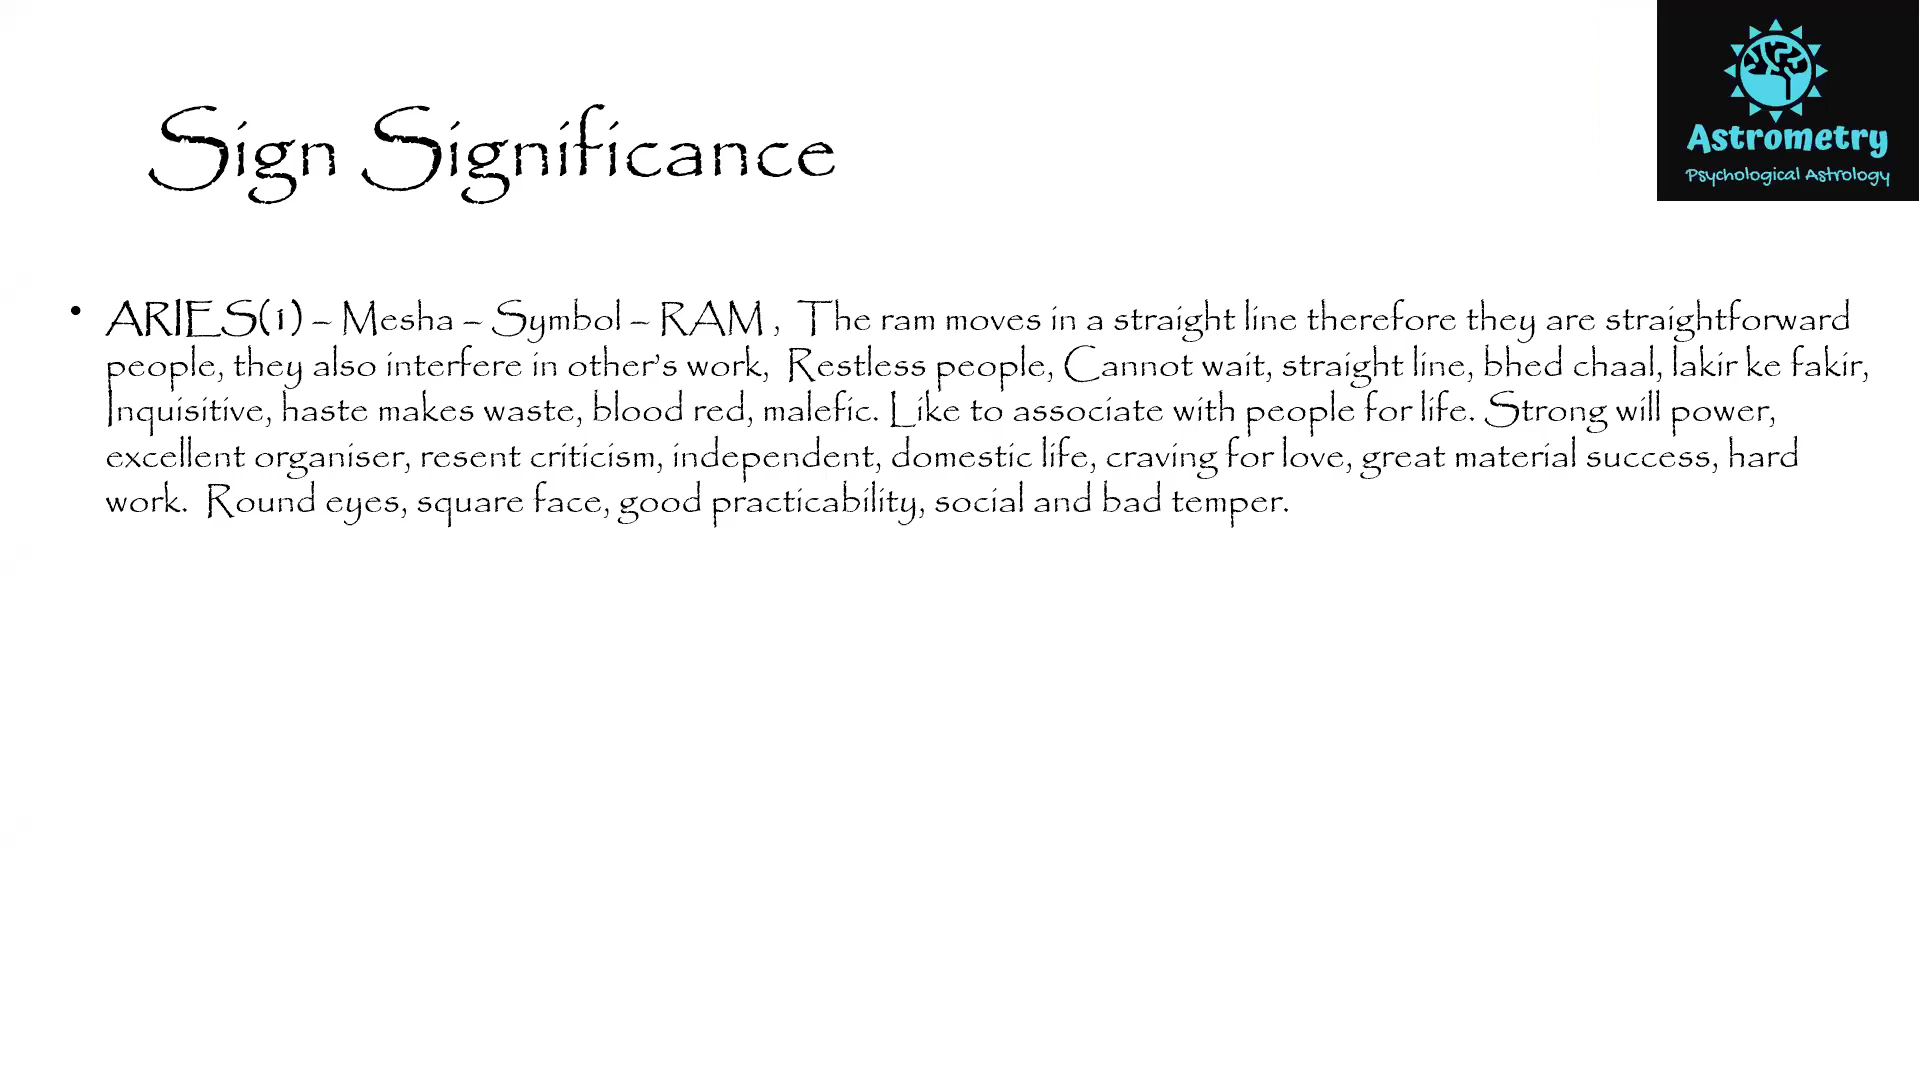 Astrometry
Psychological Astrology
Sign Significance
• ARIES(1) – Mesha – Symbol – RAM , The ram moves in a straight line therefore they are straightforward
people, they also interfere in other's work, Restless people, Cannot wait, straight line, bhed chaal, lakir ke fakir,
Inquisitive, haste makes waste, blood red, malefic. Like to associate with people for life. Strong will power,
excellent organiser, resent criticism, independent, domestic life, craving for love, great material success, hard
work. Round eyes, square face, good practicability, social and bad temper.